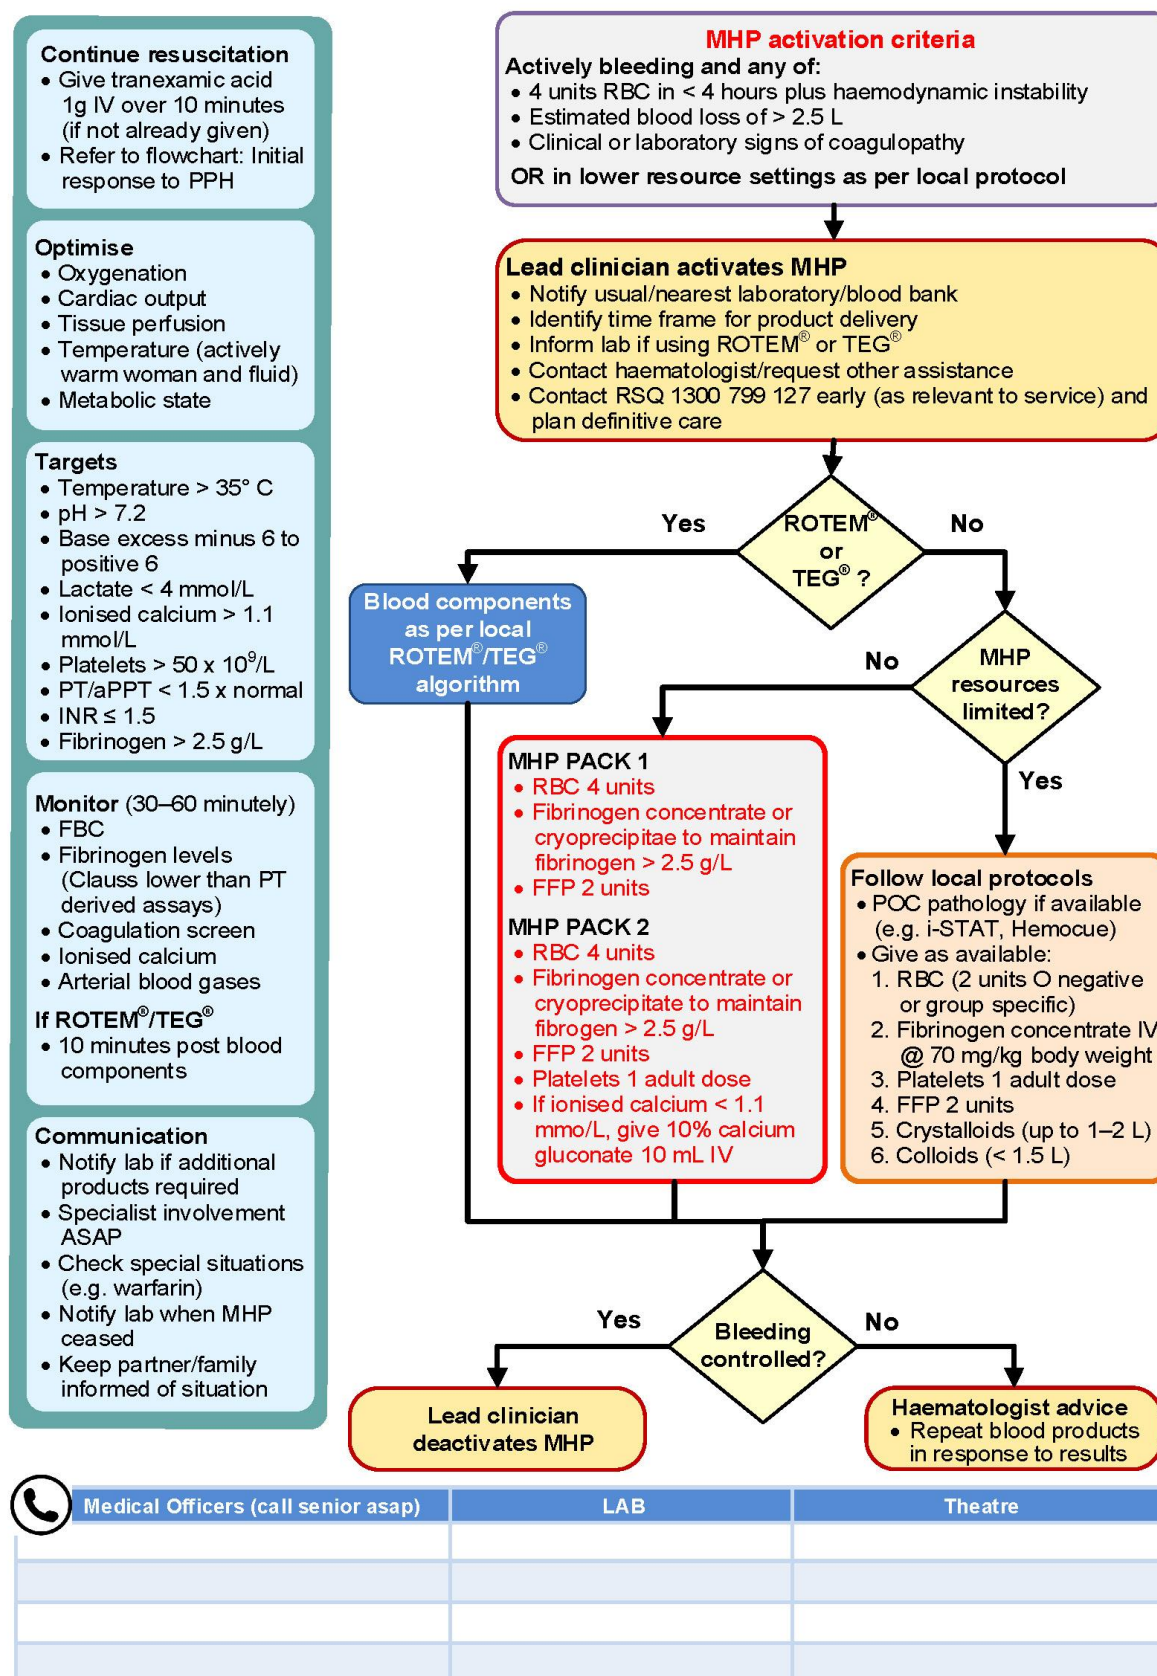 Continue resuscitation
• Give tranexamic acid
1g IV over 10 minutes
(if not already given)
• Refer to flowchart: Initial
response to PPH
Optimise
• Oxygenation
• Cardiac output
• Tissue perfusion
• Temperature (actively
warm woman and fluid)
• Metabolic state
Targets
• Temperature > 35° C
• pH > 7.2
• Base excess minus 6 to
positive 6
• Lactate < 4 mmol/L
• Ionised calcium > 1.1
mmol/L
• Platelets > 50 x 10⁹/L
• PT/aPPT < 1.5 x normal
• INR ≤ 1.5
• Fibrinogen > 2.5 g/L
Monitor (30–60 minutely)
• FBC
• Fibrinogen levels
(Clauss lower than PT
derived assays)
• Coagulation screen
• Ionised calcium
• Arterial blood gases
If ROTEM®/TEG®
• 10 minutes post blood
components
Communication
• Notify lab if additional
products required
• Specialist involvement
ASAP
• Check special situations
(e.g. warfarin)
• Notify lab when MHP
ceased
• Keep partner/family
informed of situation
MHP activation criteria
Actively bleeding and any of:
• 4 units RBC in < 4 hours plus haemodynamic instability
• Estimated blood loss of > 2.5 L
• Clinical or laboratory signs of coagulopathy
OR in lower resource settings as per local protocol
Lead clinician activates MHP
• Notify usual/nearest laboratory/blood bank
• Identify time frame for product delivery
• Inform lab if using ROTEM® or TEG®
• Contact haematologist/request other assistance
• Contact RSQ 1300 799 127 early (as relevant to service) and
plan definitive care
ROTEM®
or
TEG® ?
Yes
No
Blood components
as per local
ROTEM®/TEG®
algorithm
MHP
resources
limited?
No
Yes
MHP PACK 1
• RBC 4 units
• Fibrinogen concentrate or
cryoprecipitae to maintain
fibrinogen > 2.5 g/L
• FFP 2 units
MHP PACK 2
• RBC 4 units
• Fibrinogen concentrate or
cryoprecipitate to maintain
fibrogen > 2.5 g/L
• FFP 2 units
• Platelets 1 adult dose
• If ionised calcium < 1.1
mmo/L, give 10% calcium
gluconate 10 mL IV
Follow local protocols
• POC pathology if available
(e.g. i-STAT, Hemocue)
• Give as available:
1. RBC (2 units O negative
or group specific)
2. Fibrinogen concentrate IV
@ 70 mg/kg body weight
3. Platelets 1 adult dose
4. FFP 2 units
5. Crystalloids (up to 1–2 L)
6. Colloids (< 1.5 L)
Bleeding
controlled?
Yes
No
Lead clinician
deactivates MHP
Haematologist advice
• Repeat blood products
in response to results
Medical Officers (call senior asap)
LAB
Theatre